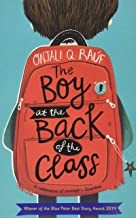 ONJALI Q. RAÚF
The
Boy
at the
Back
of the
Class
'A celebration of courage' - Guardian
Winner of the Blue Peter Best Story Award 2019